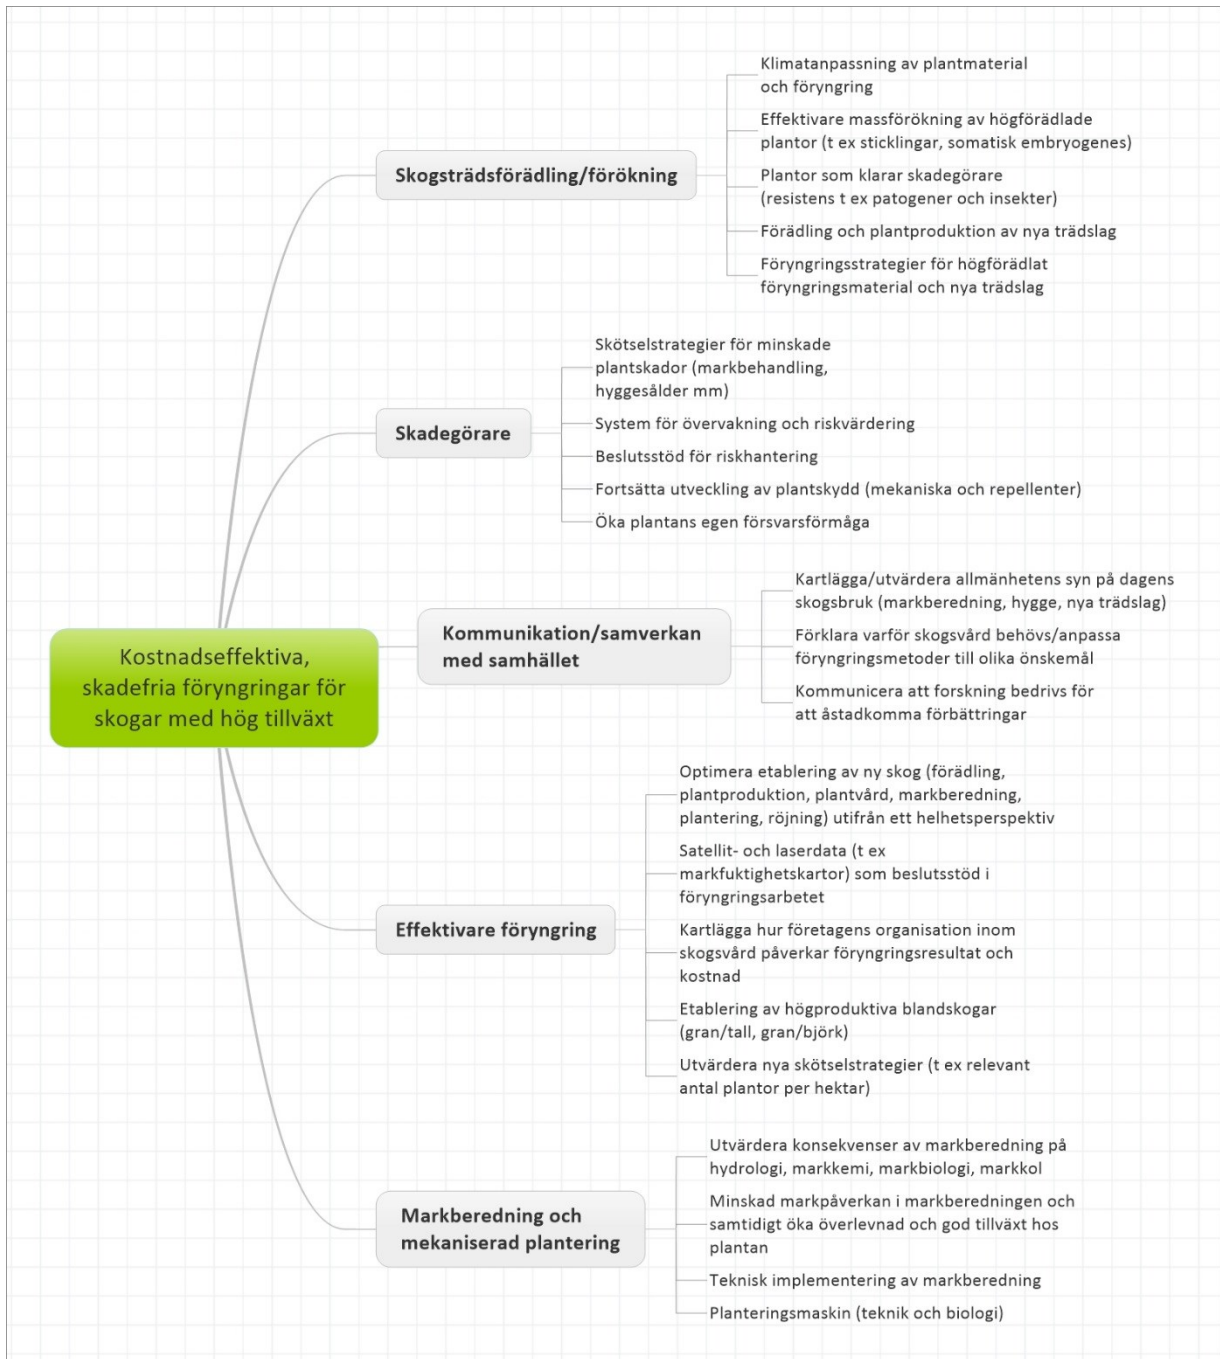 Kostnadseffektiva,
skadefria föryngringar för
skogar med hög tillväxt
Skogsträdsförädling/förökning
Klimatanpassning av plantmaterial
och föryngring
Effektivare massförökning av högförädlade
plantor (t ex sticklingar, somatisk embryogenes)
Plantor som klarar skadegörare
(resistens t ex patogener och insekter)
Förädling och plantproduktion av nya trädslag
Föryngringsstrategier för högförädlat
föryngringsmaterial och nya trädslag
Skadegörare
Skötselstrategier för minskade
plantskador (markbehandling,
hyggesålder mm)
System för övervakning och riskvärdering
Beslutsstöd för riskhantering
Fortsätta utveckling av plantskydd (mekaniska och repellenter)
Öka plantans egen försvarsförmåga
Kommunikation/samverkan
med samhället
Kartlägga/utvärdera allmänhetens syn på dagens
skogsbruk (markberedning, hygge, nya trädslag)
Förklara varför skogsvård behövs/anpassa
föryngringsmetoder till olika önskemål
Kommunicera att forskning bedrivs för
att åstadkomma förbättringar
Effektivare föryngring
Optimera etablering av ny skog (förädling,
plantproduktion, plantvård, markberedning,
plantering, röjning) utifrån ett helhetsperspektiv
Satellit- och laserdata (t ex
markfuktighetskartor) som beslutsstöd i
föryngringsarbetet
Kartlägga hur företagens organisation inom
skogsvård påverkar föryngringsresultat och
kostnad
Etablering av högproduktiva blandskogar
(gran/tall, gran/björk)
Utvärdera nya skötselstrategier (t ex relevant
antal plantor per hektar)
Markberedning och
mekaniserad plantering
Utvärdera konsekvenser av markberedning på
hydrologi, markkemi, markbiologi, markkol
Minskad markpåverkan i markberedningen och
samtidigt öka överlevnad och god tillväxt hos
plantan
Teknisk implementering av markberedning
Planteringsmaskin (teknik och biologi)